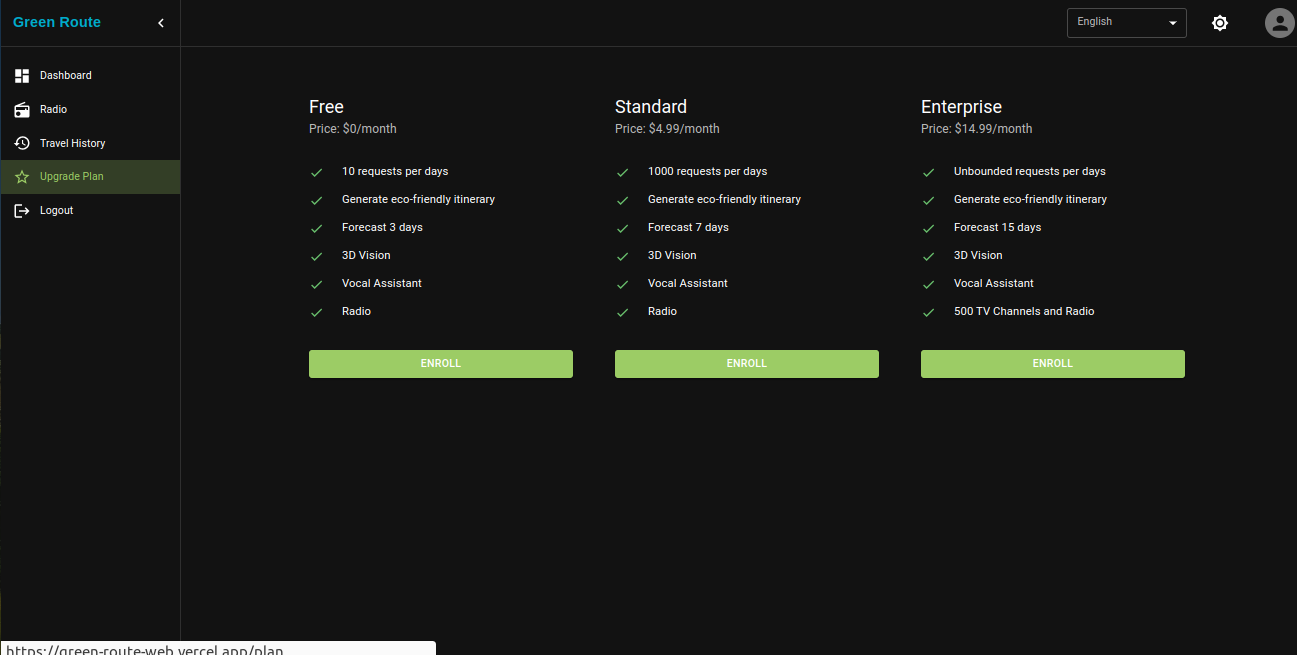 Green Route
English
Dashboard
Radio
Travel History
Upgrade Plan
Logout
Free
Price: $0/month
10 requests per days
Generate eco-friendly itinerary
Forecast 3 days
3D Vision
Vocal Assistant
Radio
ENROLL
Standard
Price: $4.99/month
1000 requests per days
Generate eco-friendly itinerary
Forecast 7 days
3D Vision
Vocal Assistant
Radio
ENROLL
Enterprise
Price: $14.99/month
Unbounded requests per days
Generate eco-friendly itinerary
Forecast 15 days
3D Vision
Vocal Assistant
500 TV Channels and Radio
ENROLL
https://green-route-web.vercel.app/plan